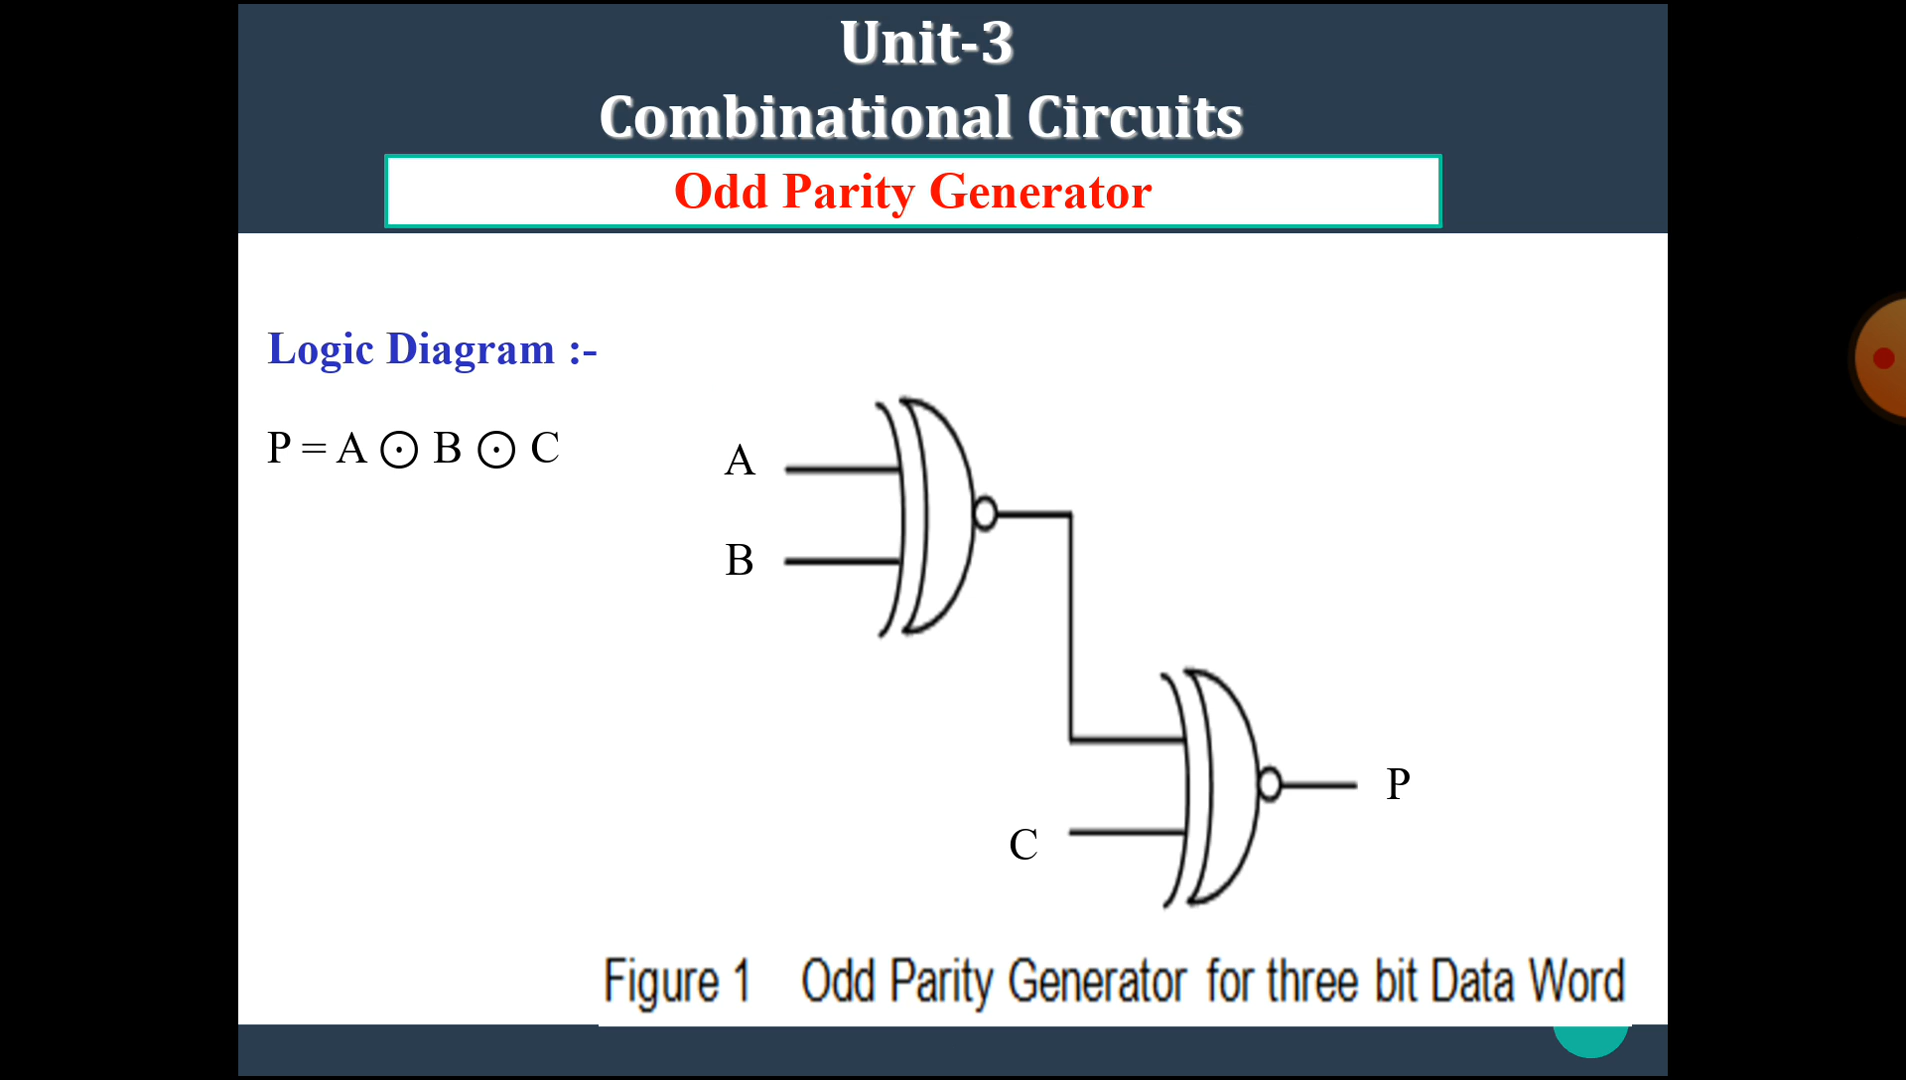 Unit-3
Combinational Circuits
Odd Parity Generator
Logic Diagram :-
P = A ⊙ B ⊙ C
A
B
C
P
Figure 1 Odd Parity Generator for three bit Data Word